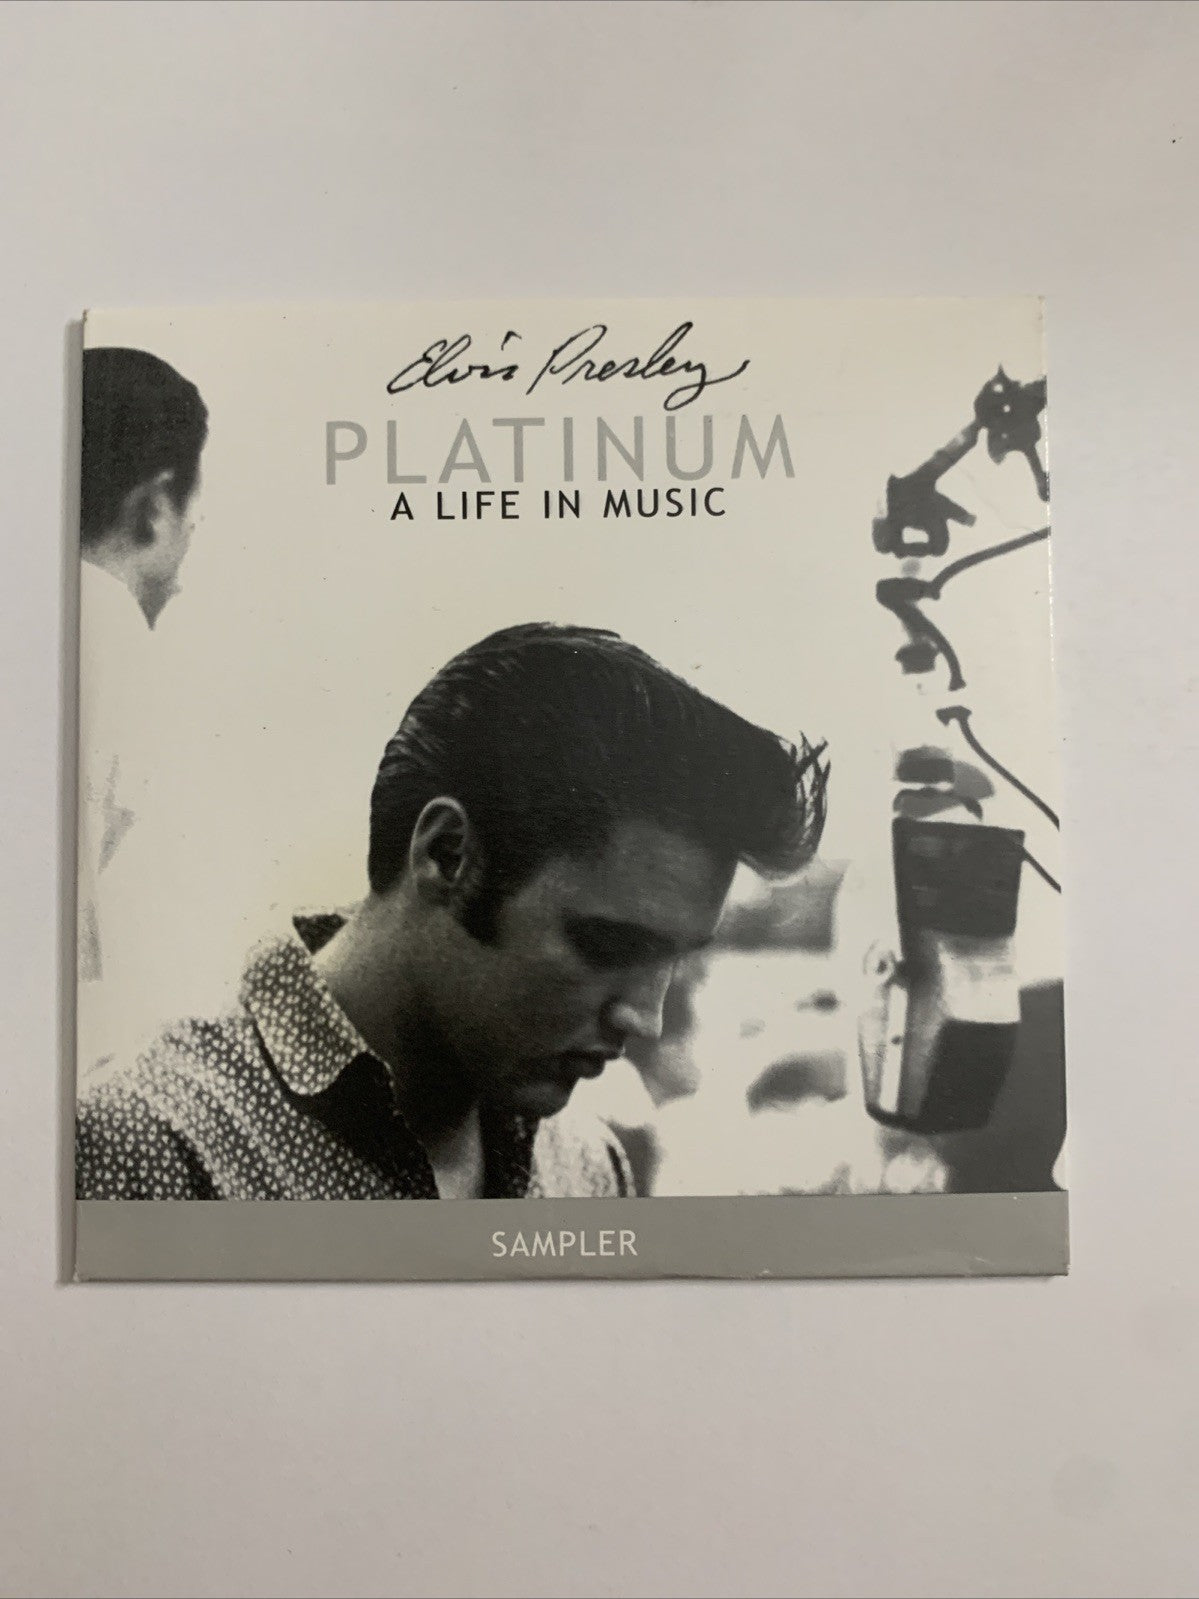 Elvis Presley
PLATINUM
A LIFE IN MUSIC
SAMPLER